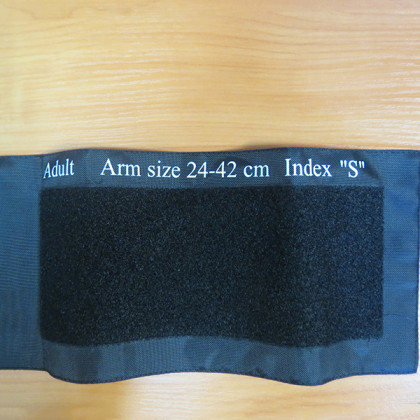 Adult Arm size 24-42 cm Index "S"